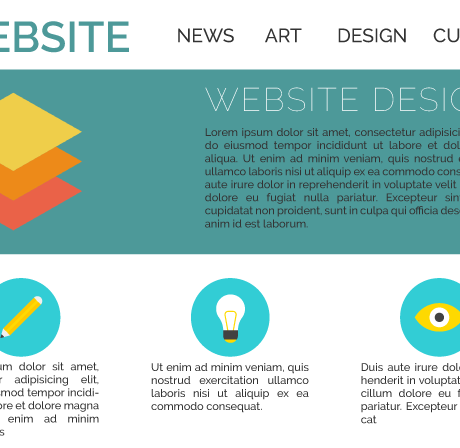 EBSITE
NEWS ART DESIGN CU
WEBSITE DESIG
Lorem ipsum dolor sit amet, consectetur adipisici
do eiusmod tempor incididunt ut labore et dol
aliqua. Ut enim ad minim veniam, quis nostrud
ullamco laboris nisi ut aliquip ex ea commodo cons
aute irure dolor in reprehenderit in voluptate velit
dolore eu fugiat nulla pariatur. Excepteur sin
cupidatat non proident, sunt in culpa qui officia des
anim id est laborum.
um dolor sit amet,
r adipisicing elit,
smod tempor incidi-
ore et dolore magna
enim ad minim
s
Ut enim ad minim veniam, quis
nostrud exercitation ullamco
laboris nisi ut aliquip ex ea
commodo consequat.
Duis aute irure dolo
henderit in voluptat
cillum dolore eu f
pariatur. Excepteur
cat